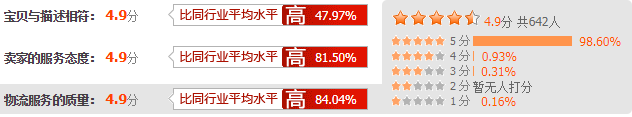 宝贝与描述相符：4.9分 比同行业平均水平 高 47.97%
卖家的服务态度：4.9分 比同行业平均水平 高 81.50%
物流服务的质量：4.9分 比同行业平均水平 高 84.04%
4.9分 共642人
5分 98.60%
4分 0.93%
3分 0.31%
2分 暂无人打分
1分 0.16%